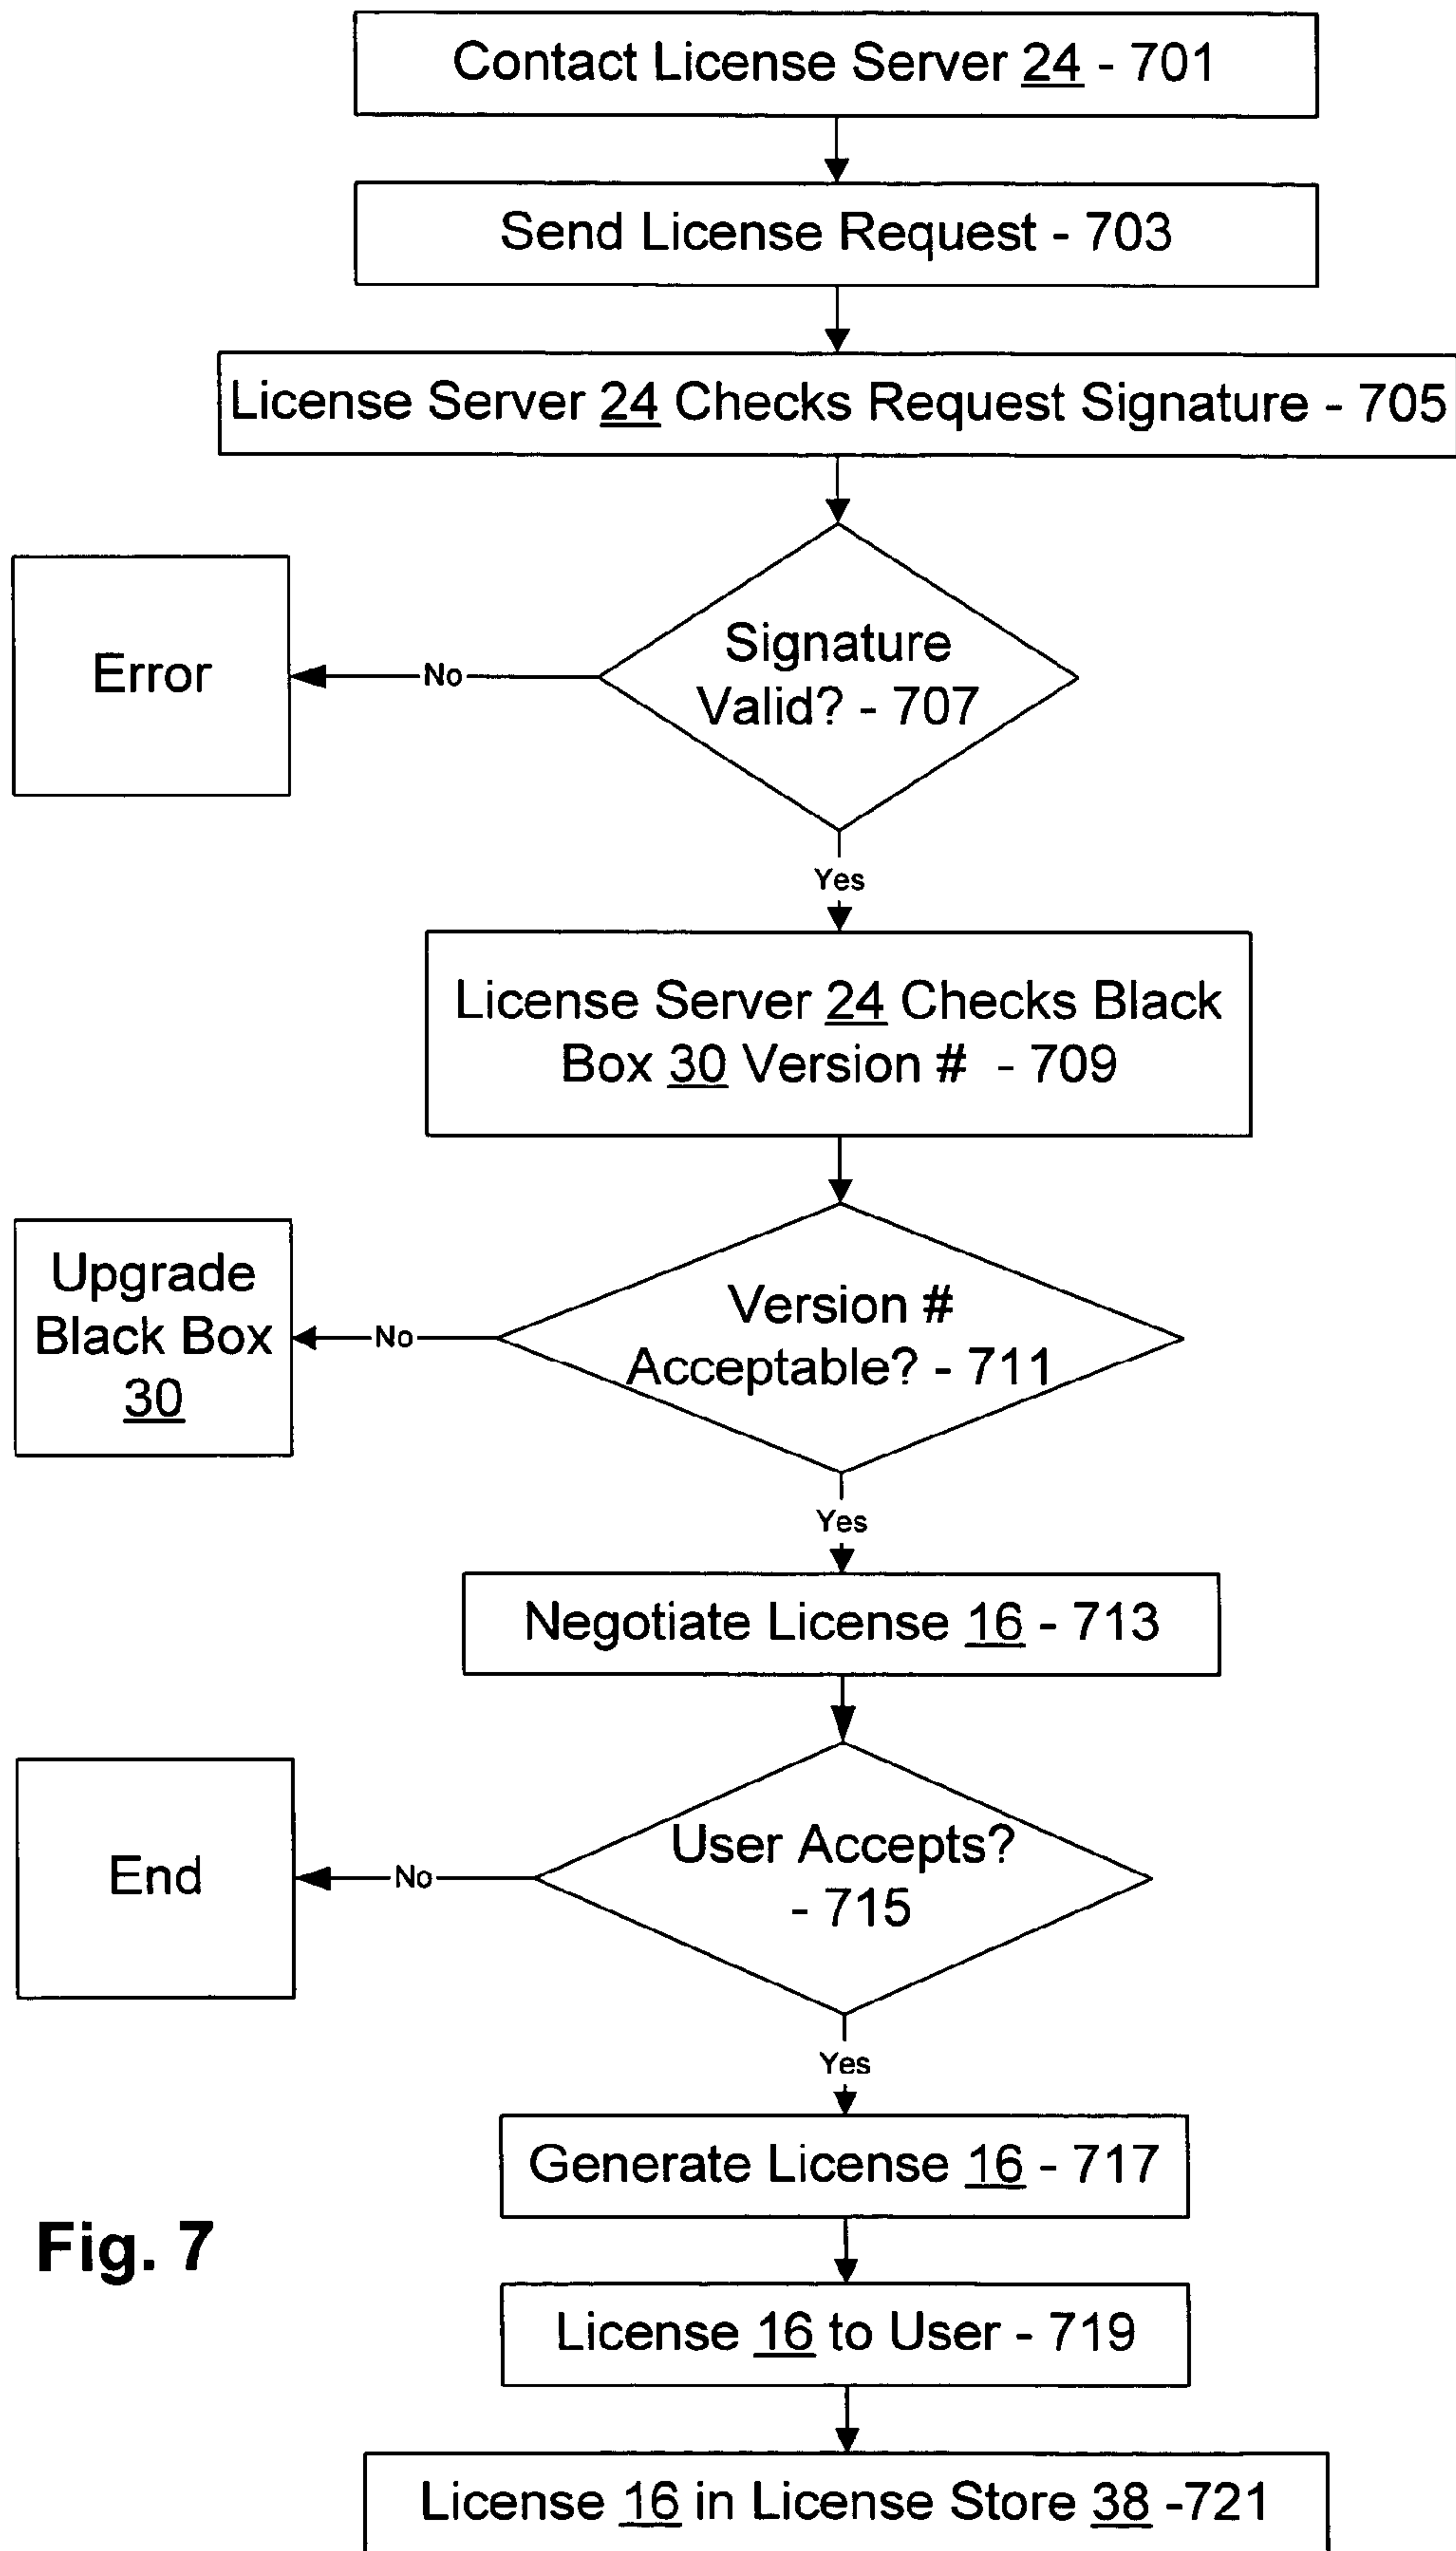 Contact License Server 24 - 701
Send License Request - 703
License Server 24 Checks Request Signature - 705
Signature
Valid? - 707
No
Error
Yes
License Server 24 Checks Black
Box 30 Version # - 709
Version #
Acceptable? - 711
No
Upgrade
Black Box
30
Yes
Negotiate License 16 - 713
User Accepts?
- 715
No
End
Yes
Generate License 16 - 717
License 16 to User - 719
License 16 in License Store 38 -721
Fig. 7